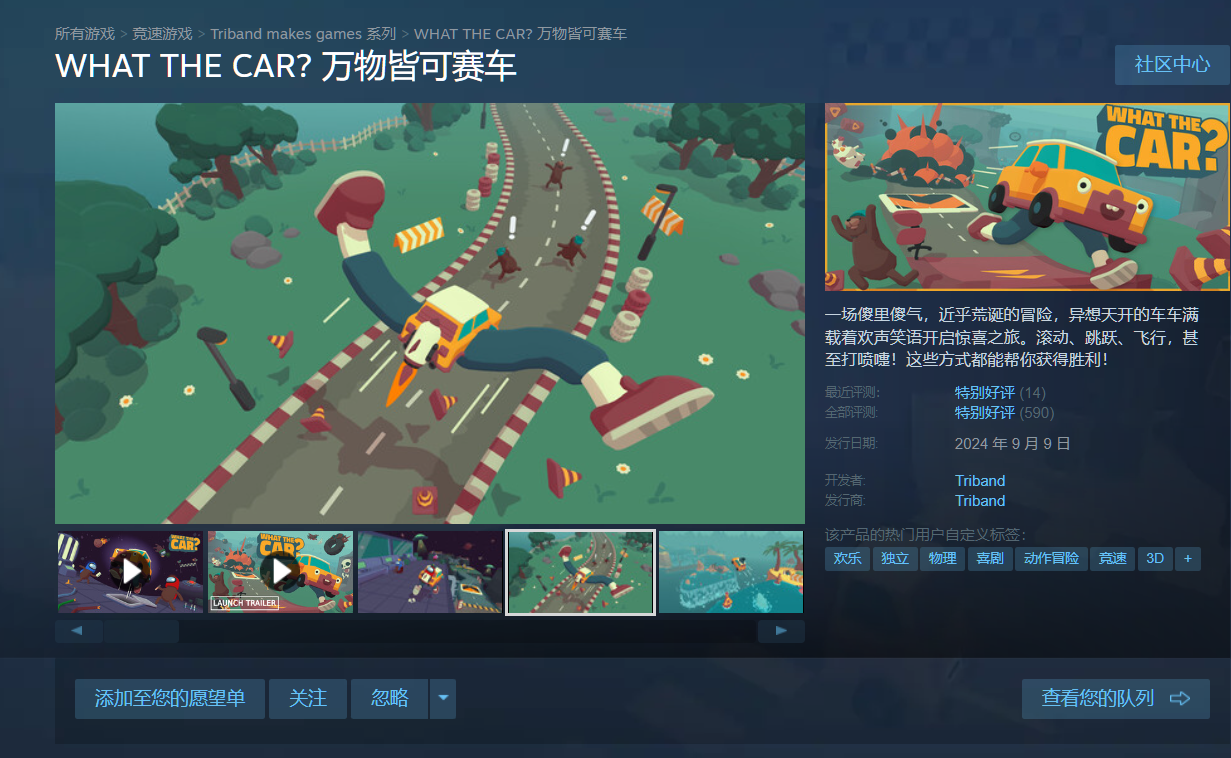 所有游戏 > 竞速游戏 > Triband makes games 系列 > WHAT THE CAR? 万物皆可赛车
WHAT THE CAR? 万物皆可赛车
社区中心
WHAT THE
CAR?
一场傻里傻气，近乎荒诞的冒险，异想天开的车车满
载着欢声笑语开启惊喜之旅。滚动、跳跃、飞行，甚
至打喷嚏！这些方式都能帮你获得胜利！
最近评测: 特别好评 (14)
全部评测: 特别好评 (590)
发行日期: 2024 年 9 月 9 日
开发者: Triband
发行商: Triband
该产品的热门用户自定义标签：
欢乐 独立 物理 喜剧 动作冒险 竞速 3D +
WHAT THE
CAR?
WHAT THE
CAR?
LAUNCH TRAILER
添加至您的愿望单 关注 忽略 查看您的队列